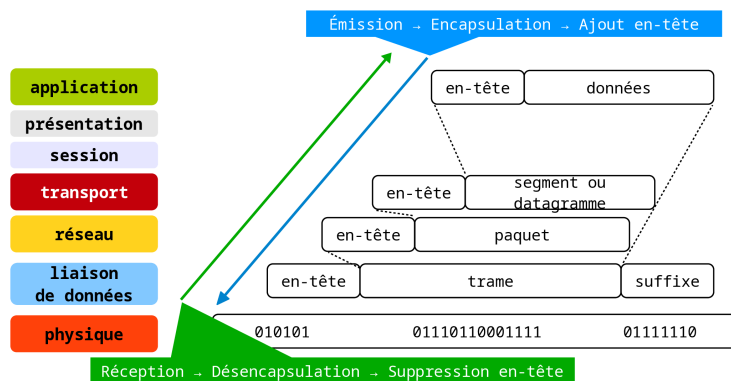 Émission → Encapsulation → Ajout en-tête
application
en-tête
données
présentation
session
transport
en-tête
segment ou
datagramme
réseau
en-tête
paquet
liaison
de données
en-tête
trame
suffixe
physique
010101
01110110001111
01111110
Réception → Désencapsulation → Suppression en-tête